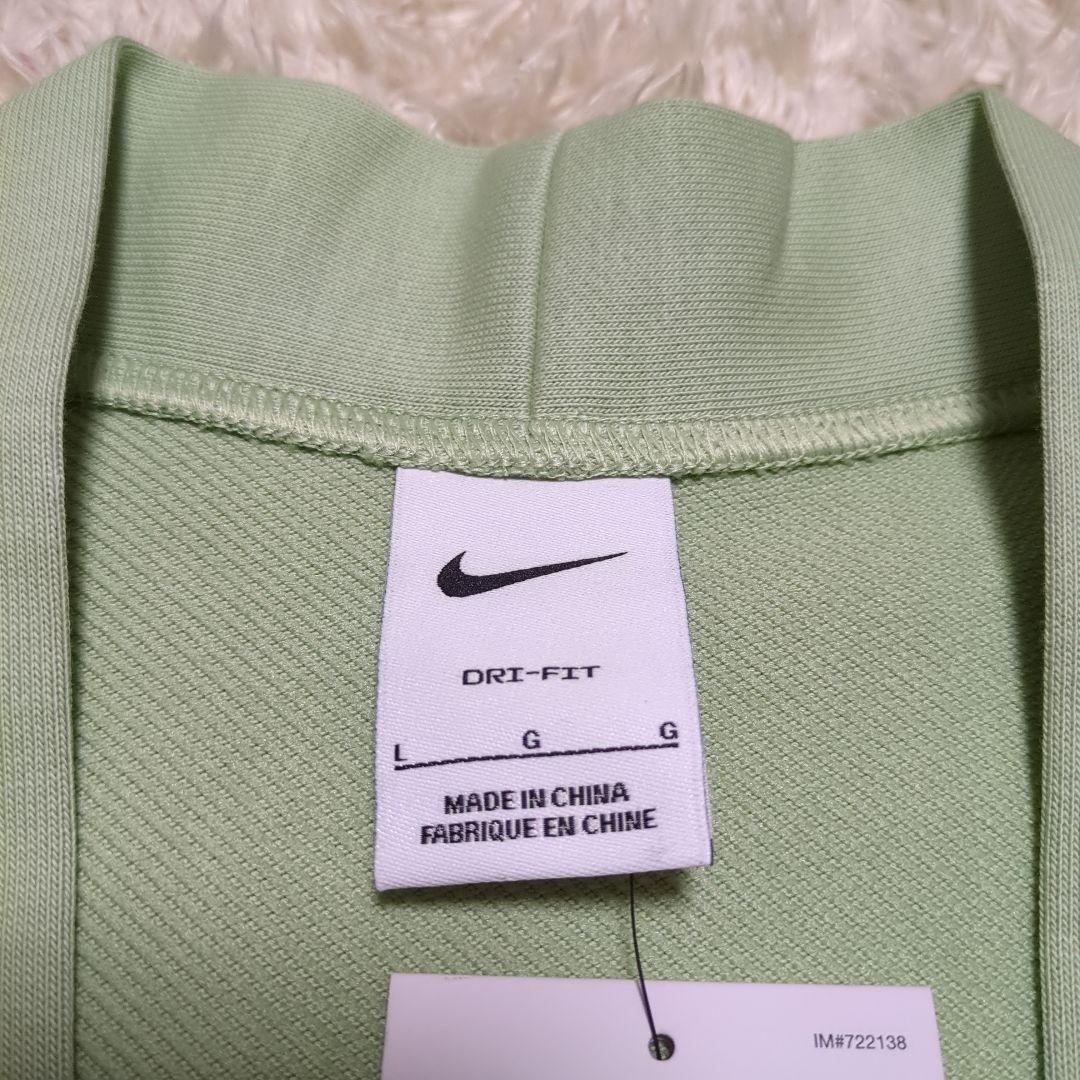 DRI-FIT
L G G
MADE IN CHINA
FABRIQUE EN CHINE
IM#722138